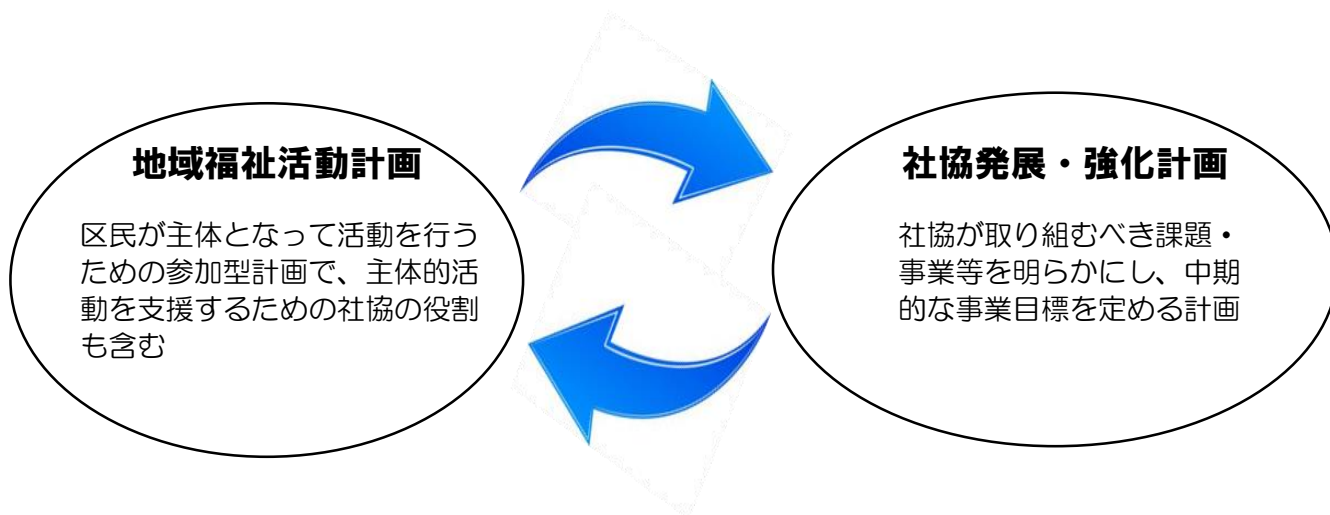 地域福祉活動計画
区民が主体となって活動を行う
ための参加型計画で、主体的活
動を支援するための社協の役割
も含む
社協発展・強化計画
社協が取り組むべき課題・
事業等を明らかにし、中期
的な事業目標を定める計画